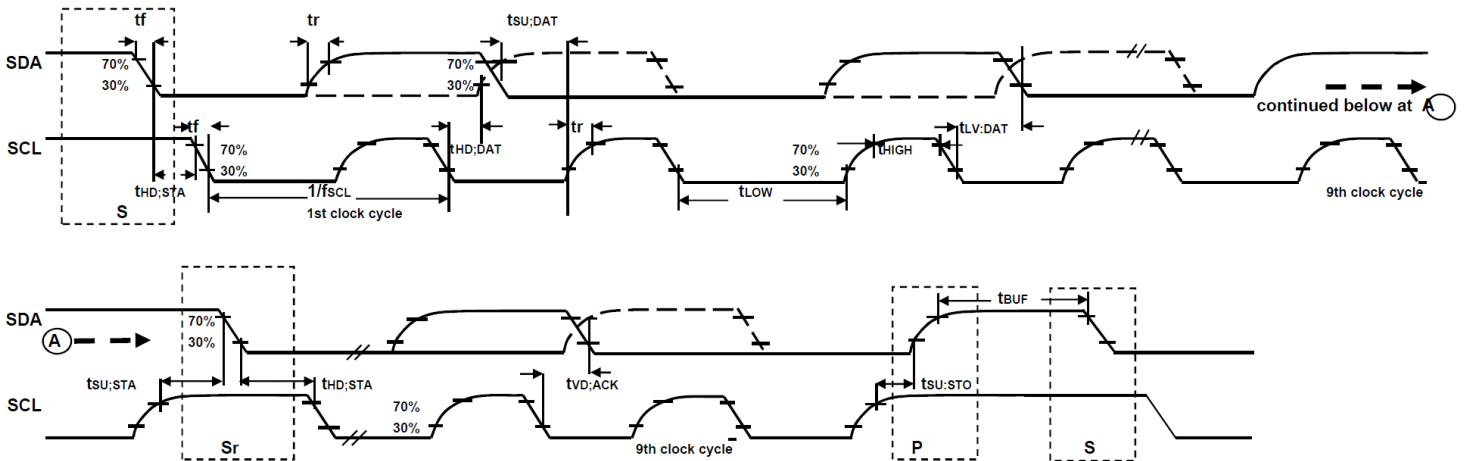 tf tr tSU;DAT
SDA 70% 70%
30% 30%
continued below at A
tf tHD;DAT tr tLV:DAT
SCL 70% 70% tHIGH
30% 30%
tHD;STA 1/fSCL tLOW
S 1st clock cycle 9th clock cycle
tBUF
SDA 70%
A 30%
tSU;STA tHD;STA tVD;ACK tSU:STO
SCL 70%
30%
Sr 9th clock cycle P S